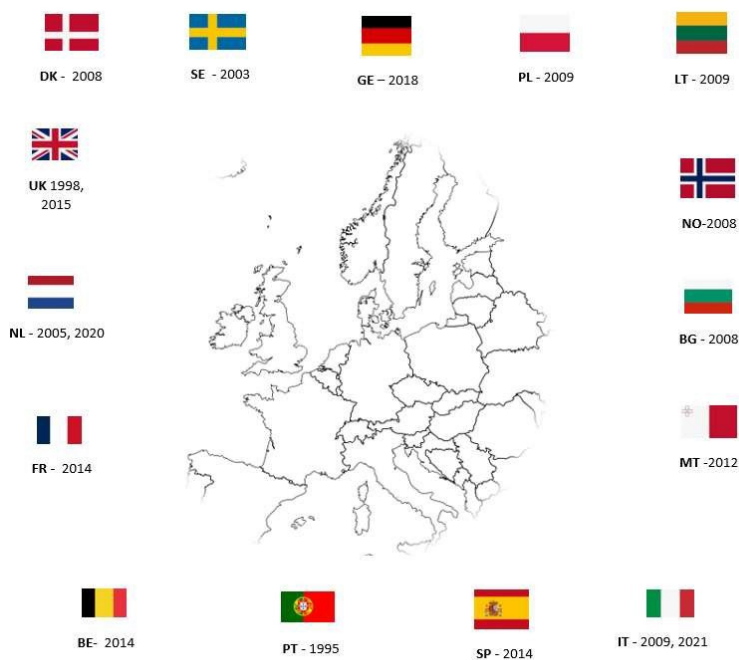 DK - 2008
SE - 2003
GE – 2018
PL - 2009
LT - 2009
UK 1998,
2015
NO-2008
NL - 2005, 2020
BG - 2008
FR - 2014
MT -2012
BE- 2014
PT - 1995
SP - 2014
IT - 2009, 2021